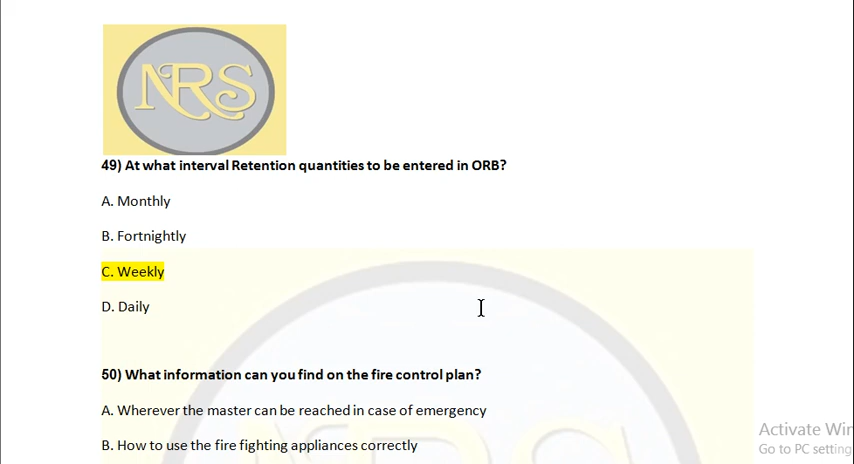 NRS
49) At what interval Retention quantities to be entered in ORB?
A. Monthly
B. Fortnightly
C. Weekly
D. Daily
50) What information can you find on the fire control plan?
A. Wherever the master can be reached in case of emergency
B. How to use the fire fighting appliances correctly
NRS
Activate Win
Go to PC setting